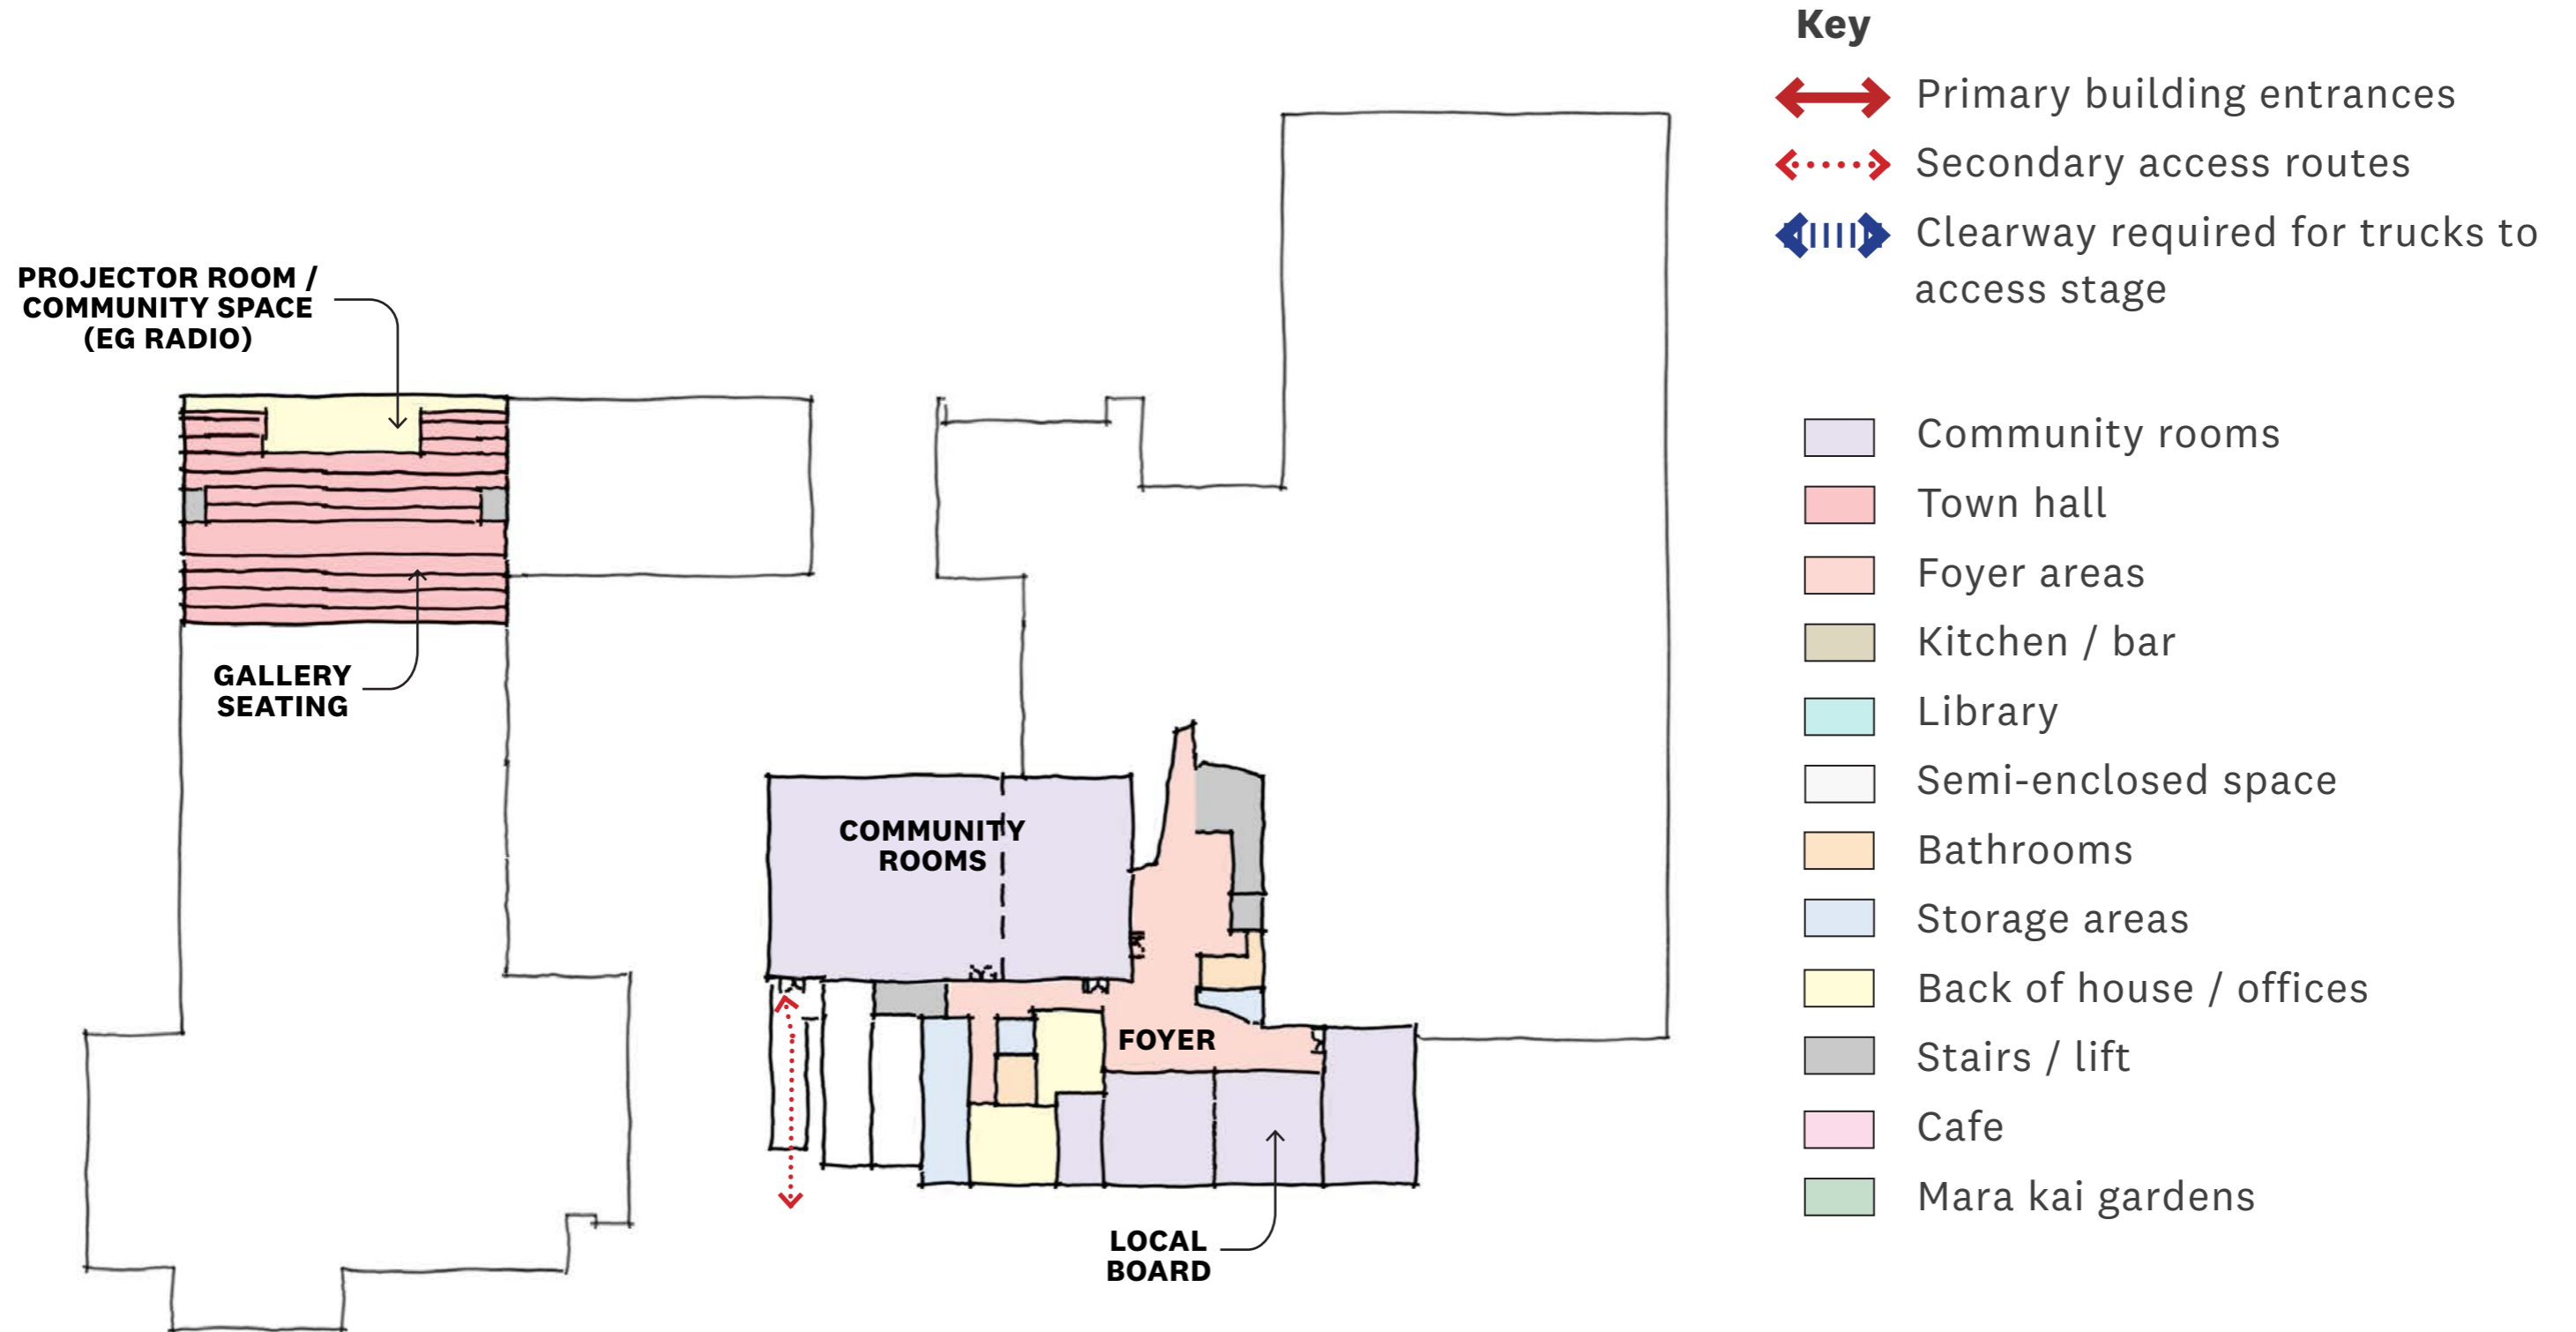 PROJECTOR ROOM /
COMMUNITY SPACE
(EG RADIO)
GALLERY
SEATING
COMMUNITY
ROOMS
FOYER
LOCAL
BOARD
Key
Primary building entrances
Secondary access routes
Clearway required for trucks to
access stage
Community rooms
Town hall
Foyer areas
Kitchen / bar
Library
Semi-enclosed space
Bathrooms
Storage areas
Back of house / offices
Stairs / lift
Cafe
Mara kai gardens